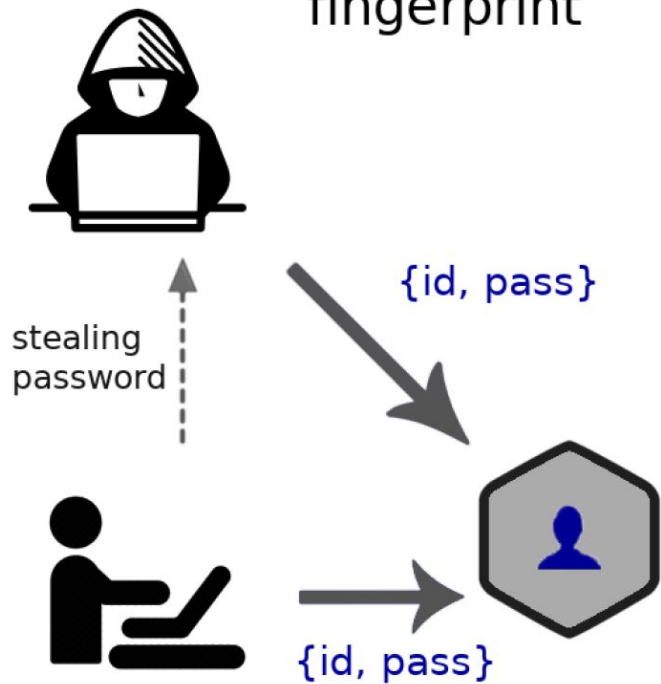 fingerprint
{id, pass}
stealing
password
{id, pass}